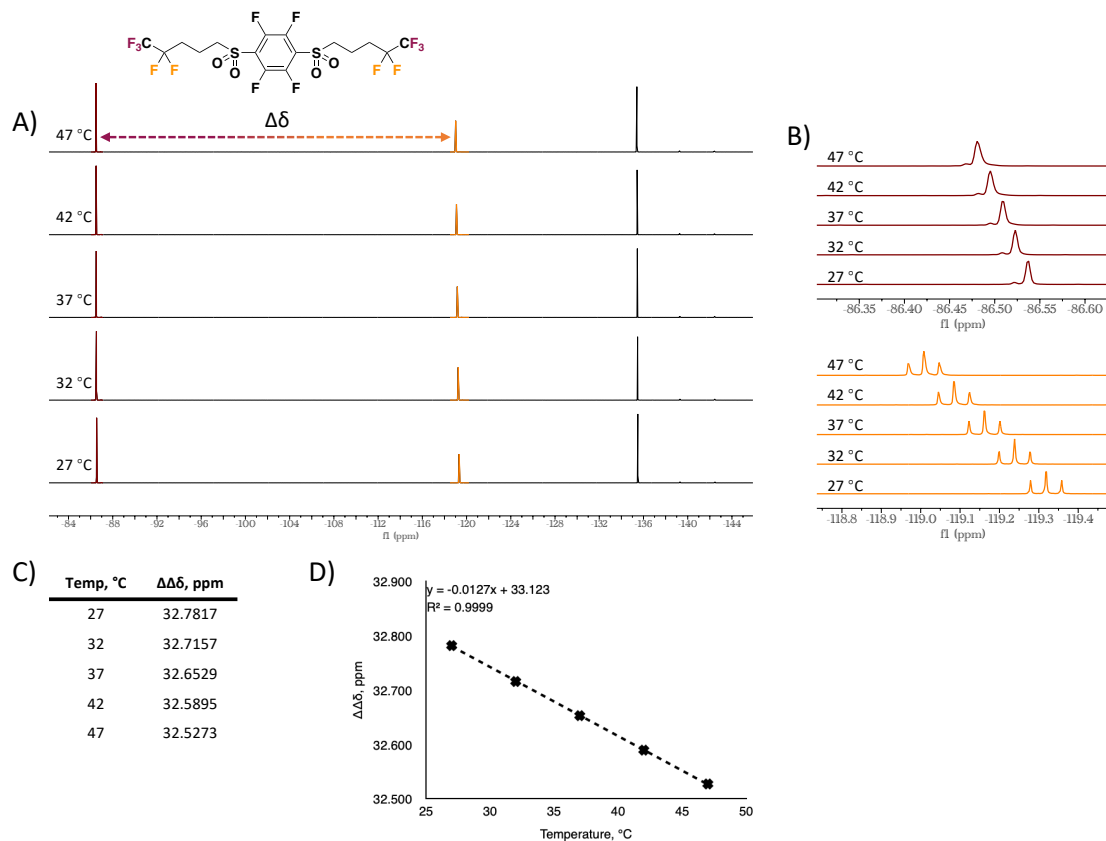 F F
F3C CF3
S S
F F O O F F O O F F
A)
Δδ
47 °C
42 °C
37 °C
32 °C
27 °C
-84 -88 -92 -96 -100 -104 -108 -112 -116 -120 -124 -128 -132 -136 -140 -144
f1 (ppm)
B)
47 °C
42 °C
37 °C
32 °C
27 °C
-86.35 -86.40 -86.45 -86.50 -86.55 -86.60
f1 (ppm)
47 °C
42 °C
37 °C
32 °C
27 °C
-118.8 -118.9 -119.0 -119.1 -119.2 -119.3 -119.4
f1 (ppm)
C)
Temp, °C ΔΔδ, ppm
27 32.7817
32 32.7157
37 32.6529
42 32.5895
47 32.5273
D)
y = -0.0127x + 33.123
R² = 0.9999
32.900
32.800
32.700
32.600
32.500
ΔΔδ, ppm
25 30 35 40 45 50
Temperature, °C